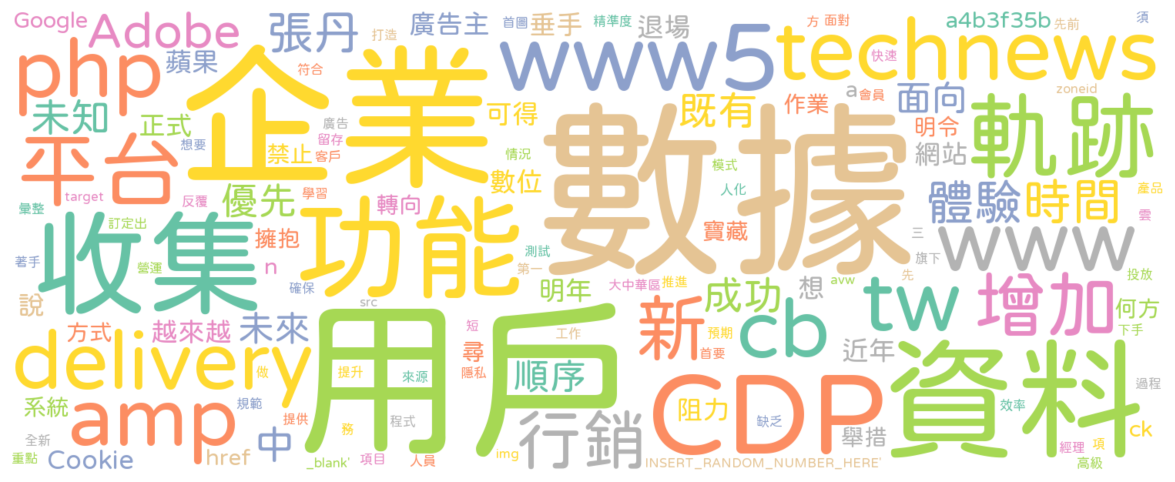 Google
Adobe
張丹
打造
廣告主
首圖
垂手
精準度
退場
方
面對
a4b3f35b
先前
須
php
蘋果
符合
企業
www5
technews
快速
zoneid
未知
正式
想要
禁止
廣告
留存
客戶
可得
既有
作業
a
會員
面向
明令
網站
軌跡
平台
target
反覆
優先
學習
轉向
情況
數位
數據
模式
人化
寶藏
體驗
時間
產品
雲
彙整
訂定出
收集
擁抱
功能
測試
第一
三
旗下
www
著手
營運
n
確保
src
明年
大中華區
推進
成功
avw
想
先
投放
說
方式
越來越
未來
短
工作
新
預期
首要
cb
tw
增加
何方
下手
近年
delivery
做
用戶
提升
來源
尋
隱私
順序
資料
過程
系統
amp
規範
提供
務
程式
行銷
CDP
阻力
缺乏
舉措
效率
ck
全新
重點
Cookie
href
中
_blank'
項目
人員
img
INSERT_RANDOM_NUMBER_HERE'
經理
項
高級